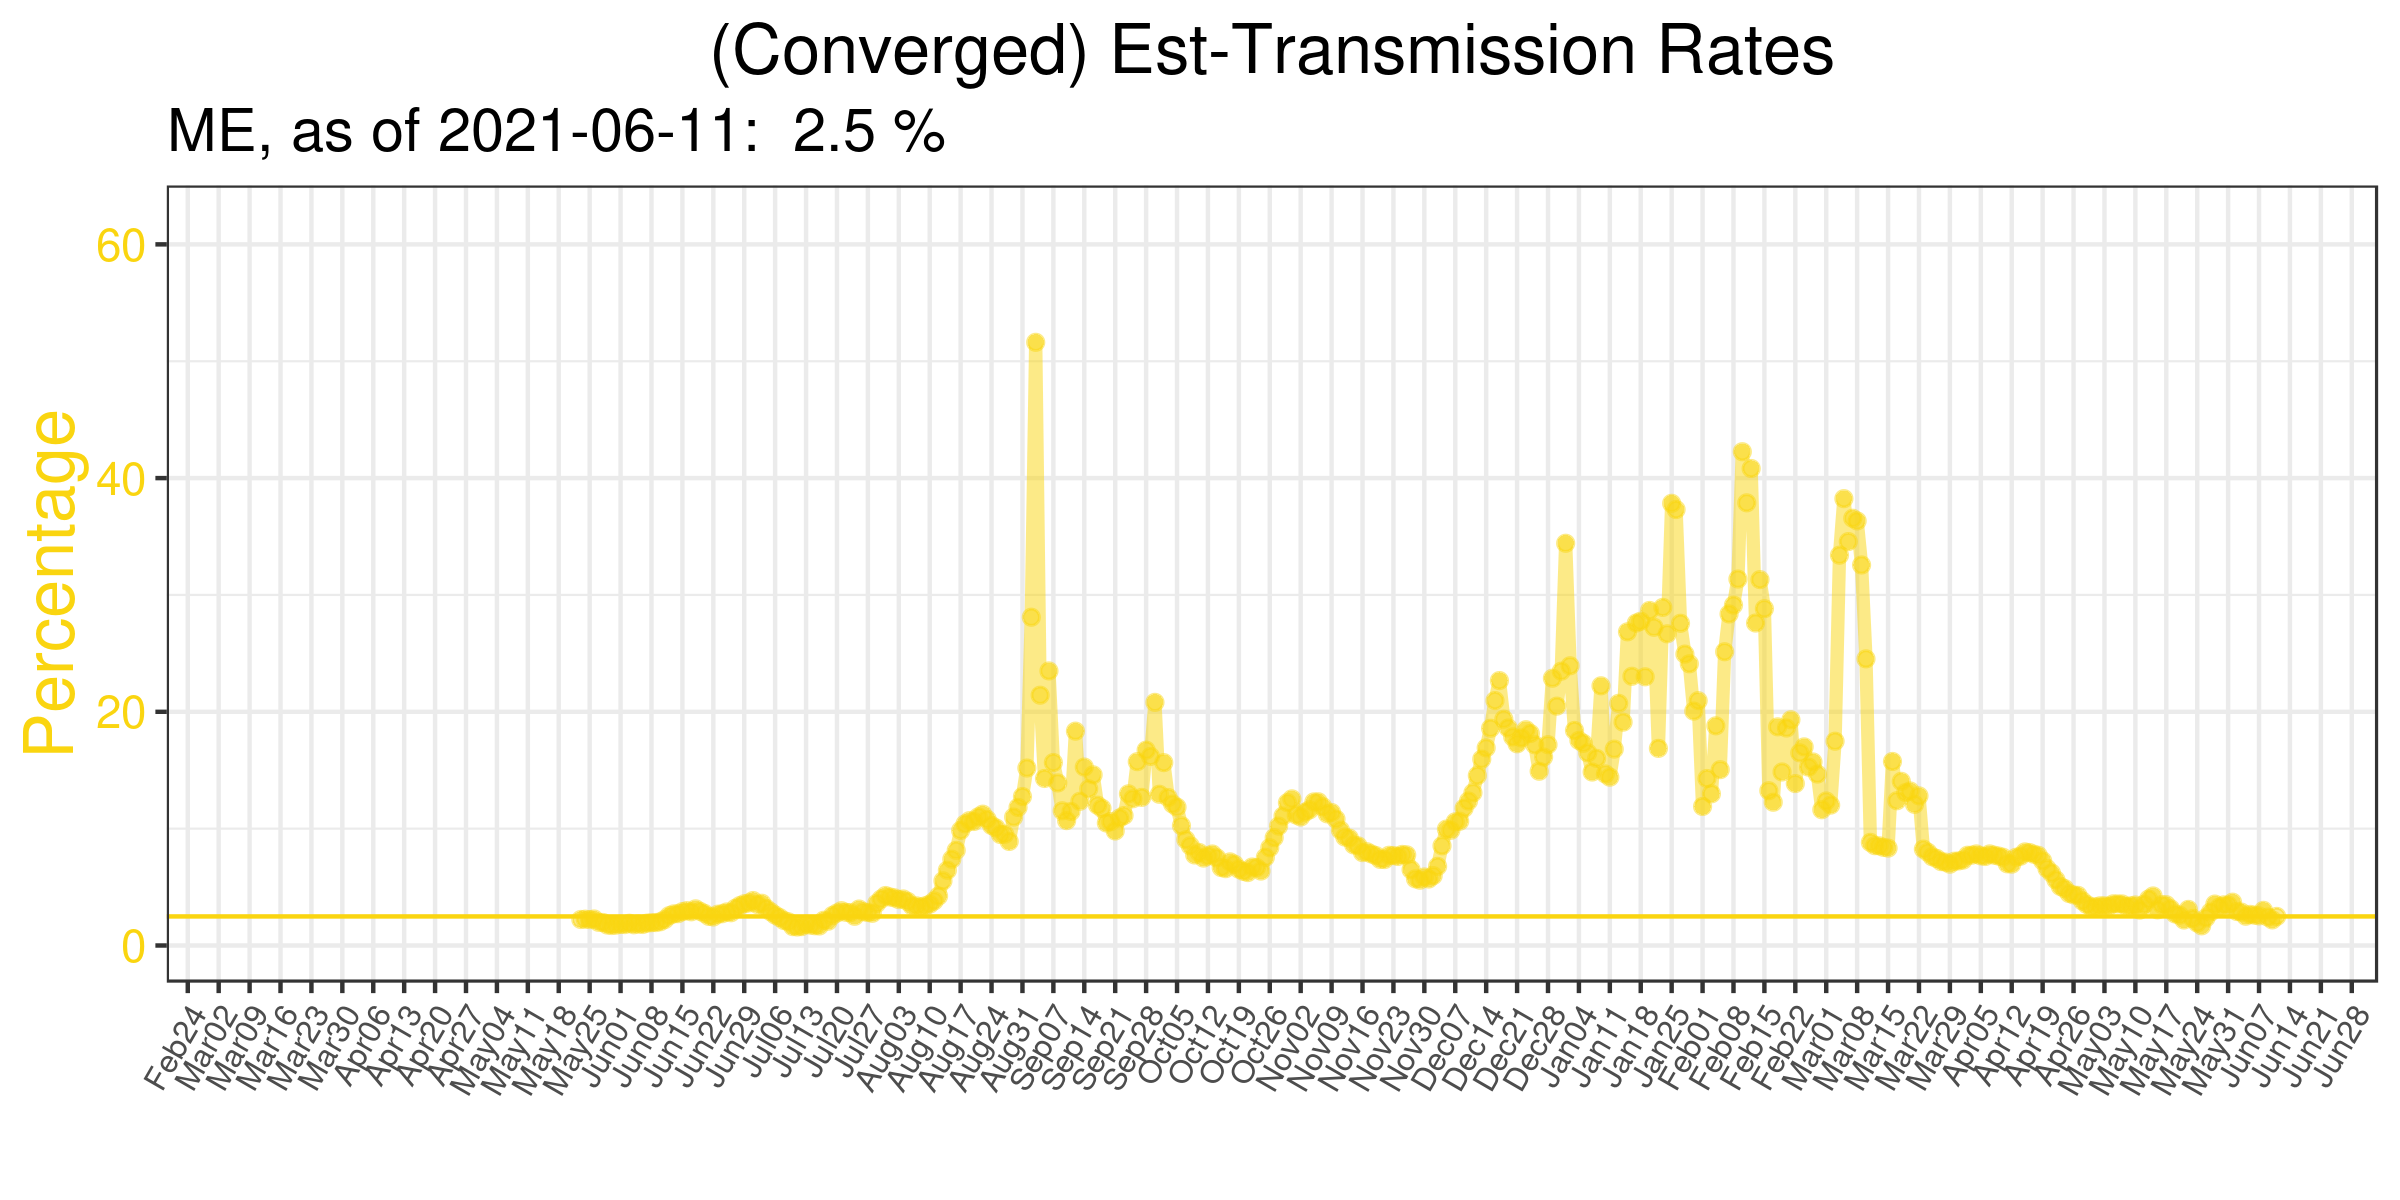 (Converged) Est-Transmission Rates
ME, as of 2021-06-11:  2.5 %
Percentage
60
40
20
0
Feb24
Mar02
Mar09
Mar16
Mar23
Mar30
Apr06
Apr13
Apr20
Apr27
May04
May11
May18
May25
Jun01
Jun08
Jun15
Jun22
Jun29
Jul06
Jul13
Jul20
Jul27
Aug03
Aug10
Aug17
Aug24
Aug31
Sep07
Sep14
Sep21
Sep28
Oct05
Oct12
Oct19
Oct26
Nov02
Nov09
Nov16
Nov23
Nov30
Dec07
Dec14
Dec21
Dec28
Jan04
Jan11
Jan18
Jan25
Feb01
Feb08
Feb15
Feb22
Mar01
Mar08
Mar15
Mar22
Mar29
Apr05
Apr12
Apr19
Apr26
May03
May10
May17
May24
May31
Jun07
Jun14
Jun21
Jun28